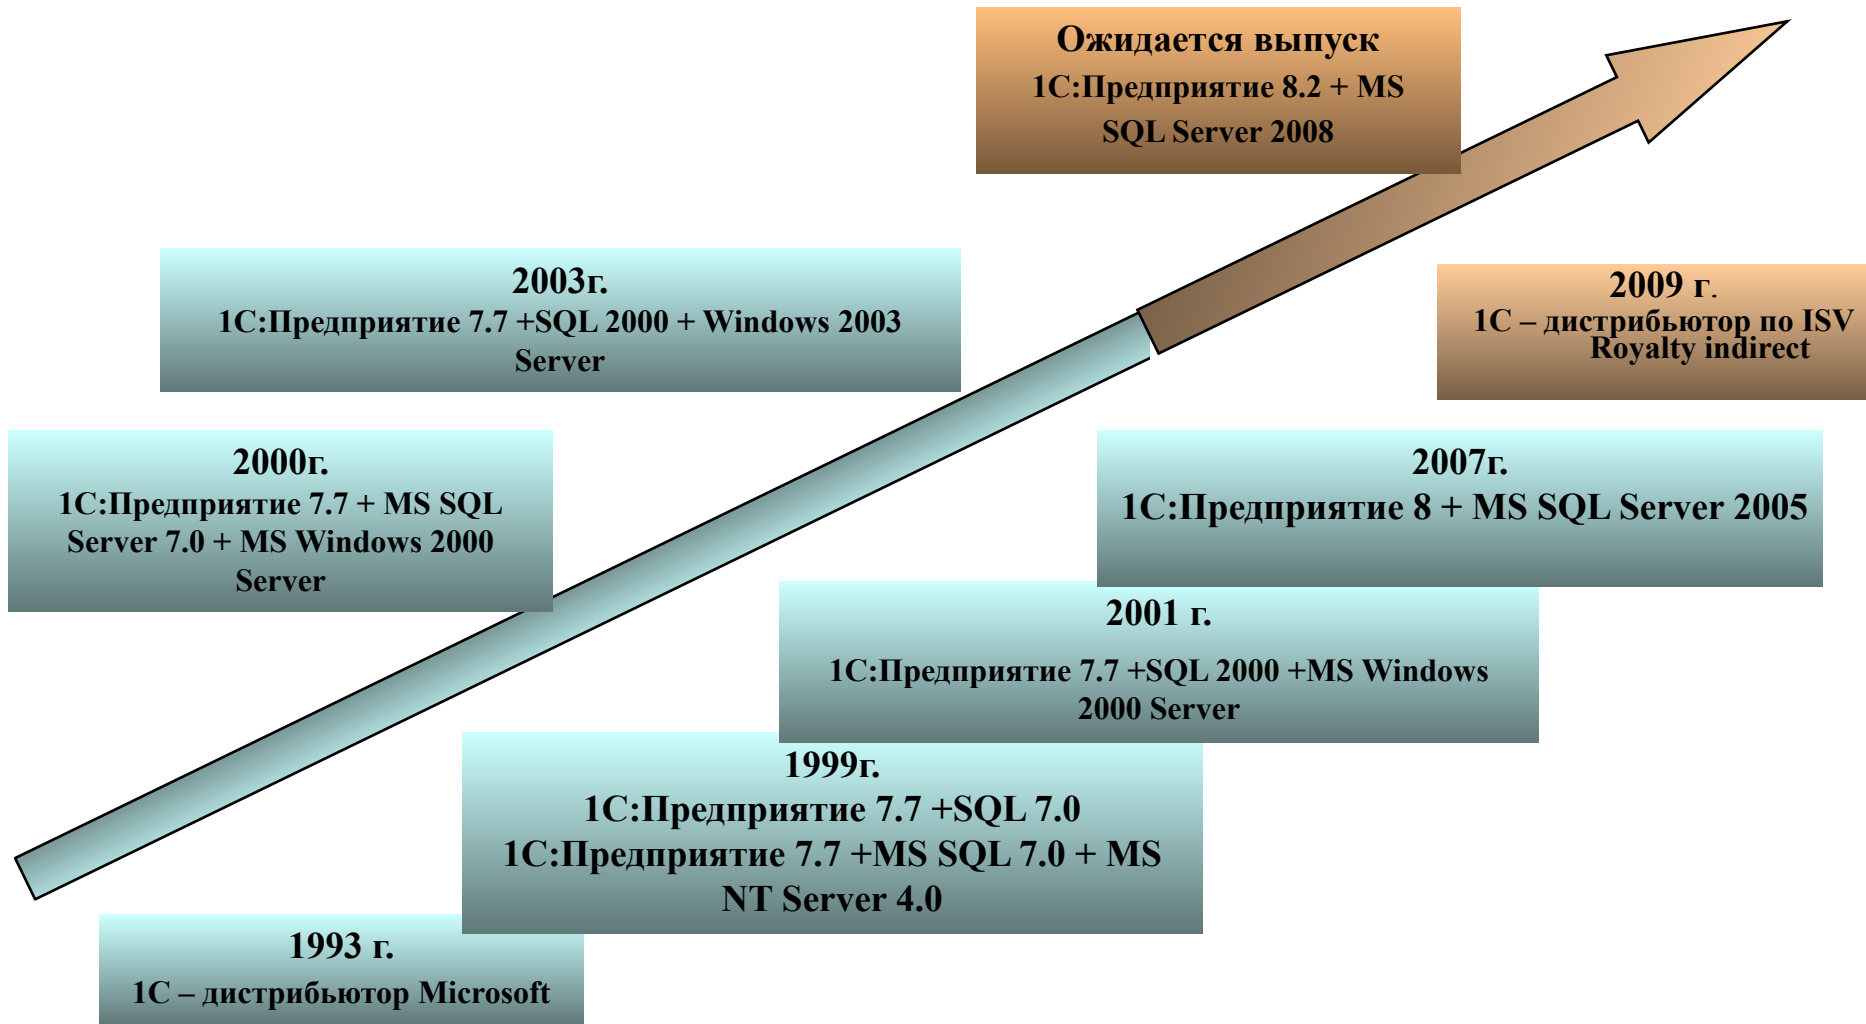 Ожидается выпуск
1С:Предприятие 8.2 + MS
SQL Server 2008
2003г.
1С:Предприятие 7.7 +SQL 2000 + Windows 2003
Server
2009 г.
1С – дистрибьютор по ISV
Royalty indirect
2000г.
1С:Предприятие 7.7 + MS SQL
Server 7.0 + MS Windows 2000
Server
2007г.
1С:Предприятие 8 + MS SQL Server 2005
2001 г.
1С:Предприятие 7.7 +SQL 2000 +MS Windows
2000 Server
1999г.
1С:Предприятие 7.7 +SQL 7.0
1С:Предприятие 7.7 +MS SQL 7.0 + MS
NT Server 4.0
1993 г.
1С – дистрибьютор Microsoft